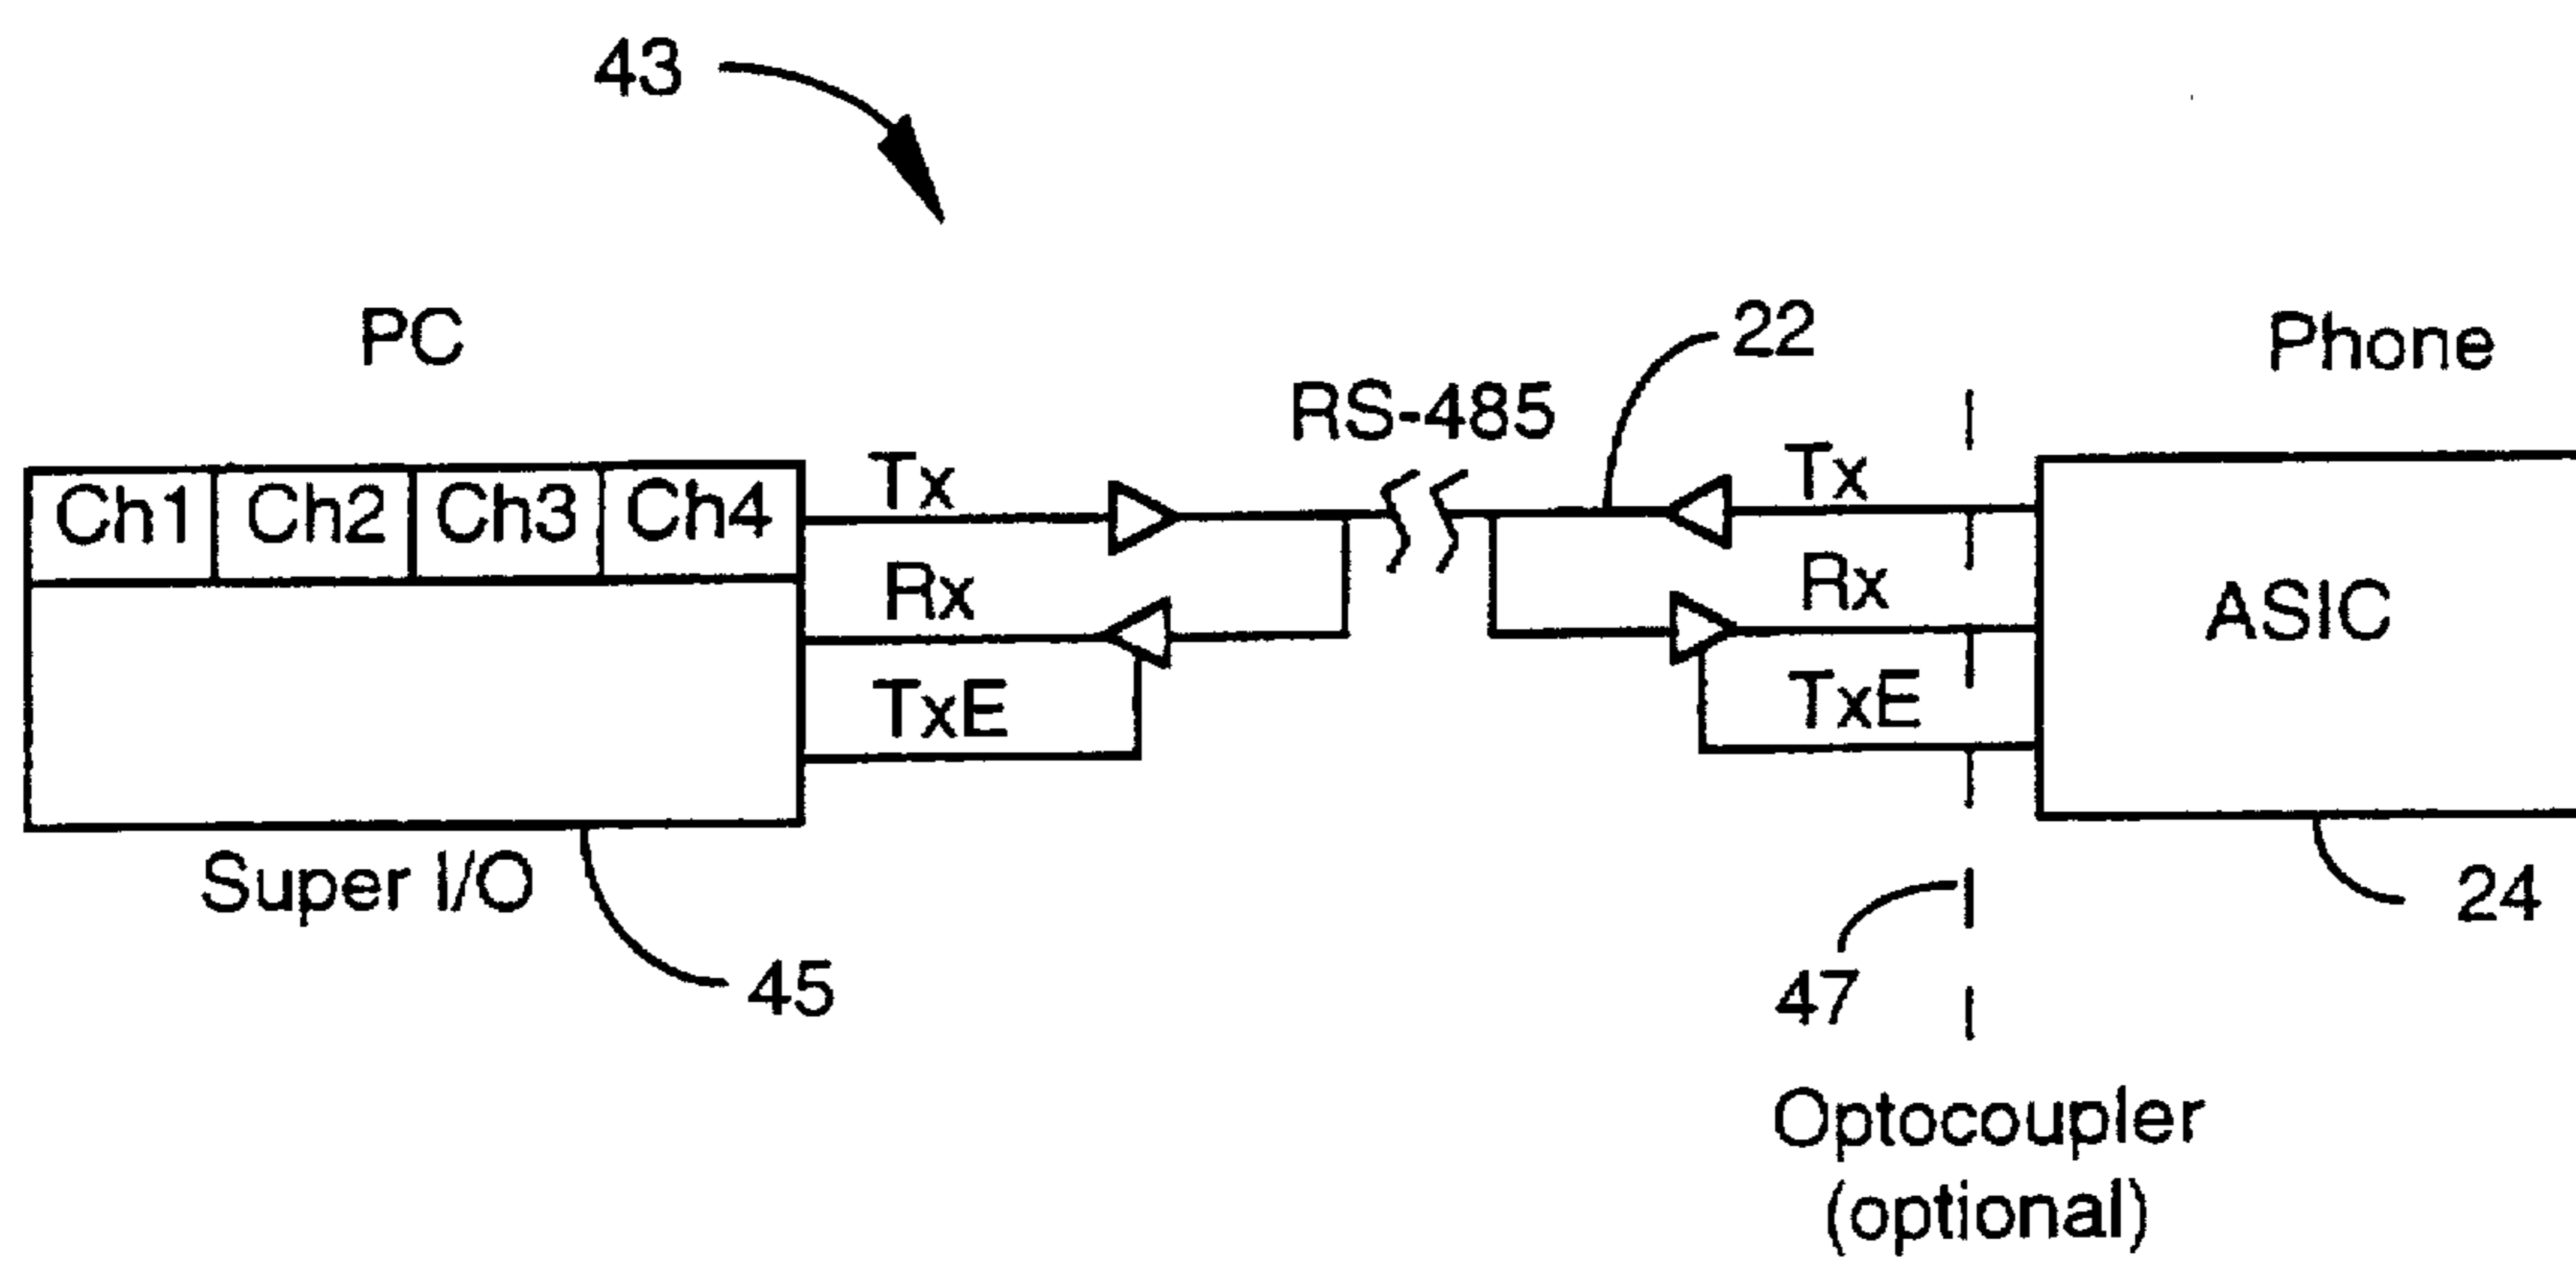 43
PC
22
Phone
RS-485
Ch1 Ch2 Ch3 Ch4
Tx
Tx
Rx
Rx
ASIC
TxE
TxE
Super I/O
45
47
24
Optocoupler
(optional)